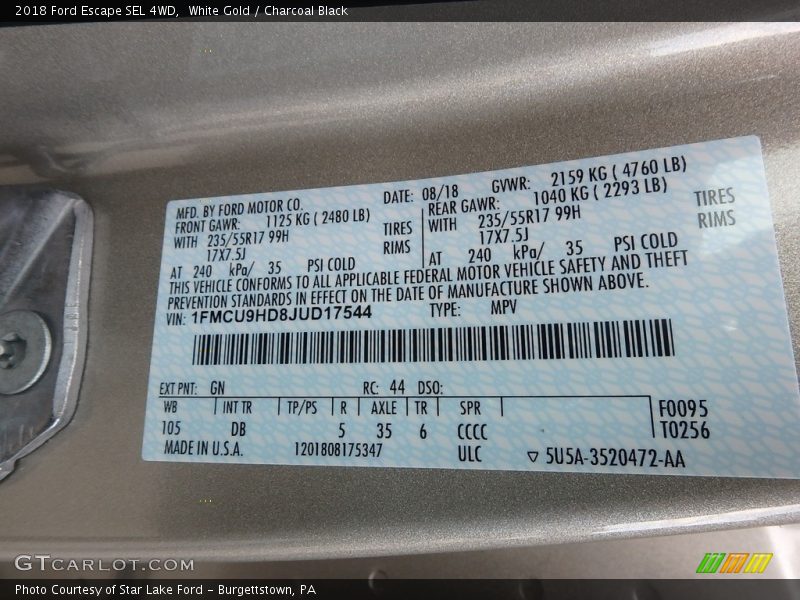 2018 Ford Escape SEL 4WD,  White Gold / Charcoal Black
MFD. BY FORD MOTOR CO. DATE: 08/18 GVWR: 2159 KG ( 4760 LB)
FRONT GAWR: 1125 KG ( 2480 LB) REAR GAWR: 1040 KG ( 2293 LB)
WITH 235/55R17 99H TIRES WITH 235/55R17 99H TIRES
17X7.5J RIMS 17X7.5J RIMS
AT 240 kPa/ 35 PSI COLD AT 240 kPa/ 35 PSI COLD
THIS VEHICLE CONFORMS TO ALL APPLICABLE FEDERAL MOTOR VEHICLE SAFETY AND THEFT
PREVENTION STANDARDS IN EFFECT ON THE DATE OF MANUFACTURE SHOWN ABOVE.
VIN: 1FMCU9HD8JUD17544 TYPE: MPV
EXT PNT: GN RC: 44 DSO:
WB INT TR TP/PS R AXLE TR SPR F0095
105 DB 5 35 6 CCCC T0256
MADE IN U.S.A. 1201808175347 ULC ▽ 5U5A-3520472-AA
GTCARLOT.COM
Photo Courtesy of Star Lake Ford - Burgettstown, PA